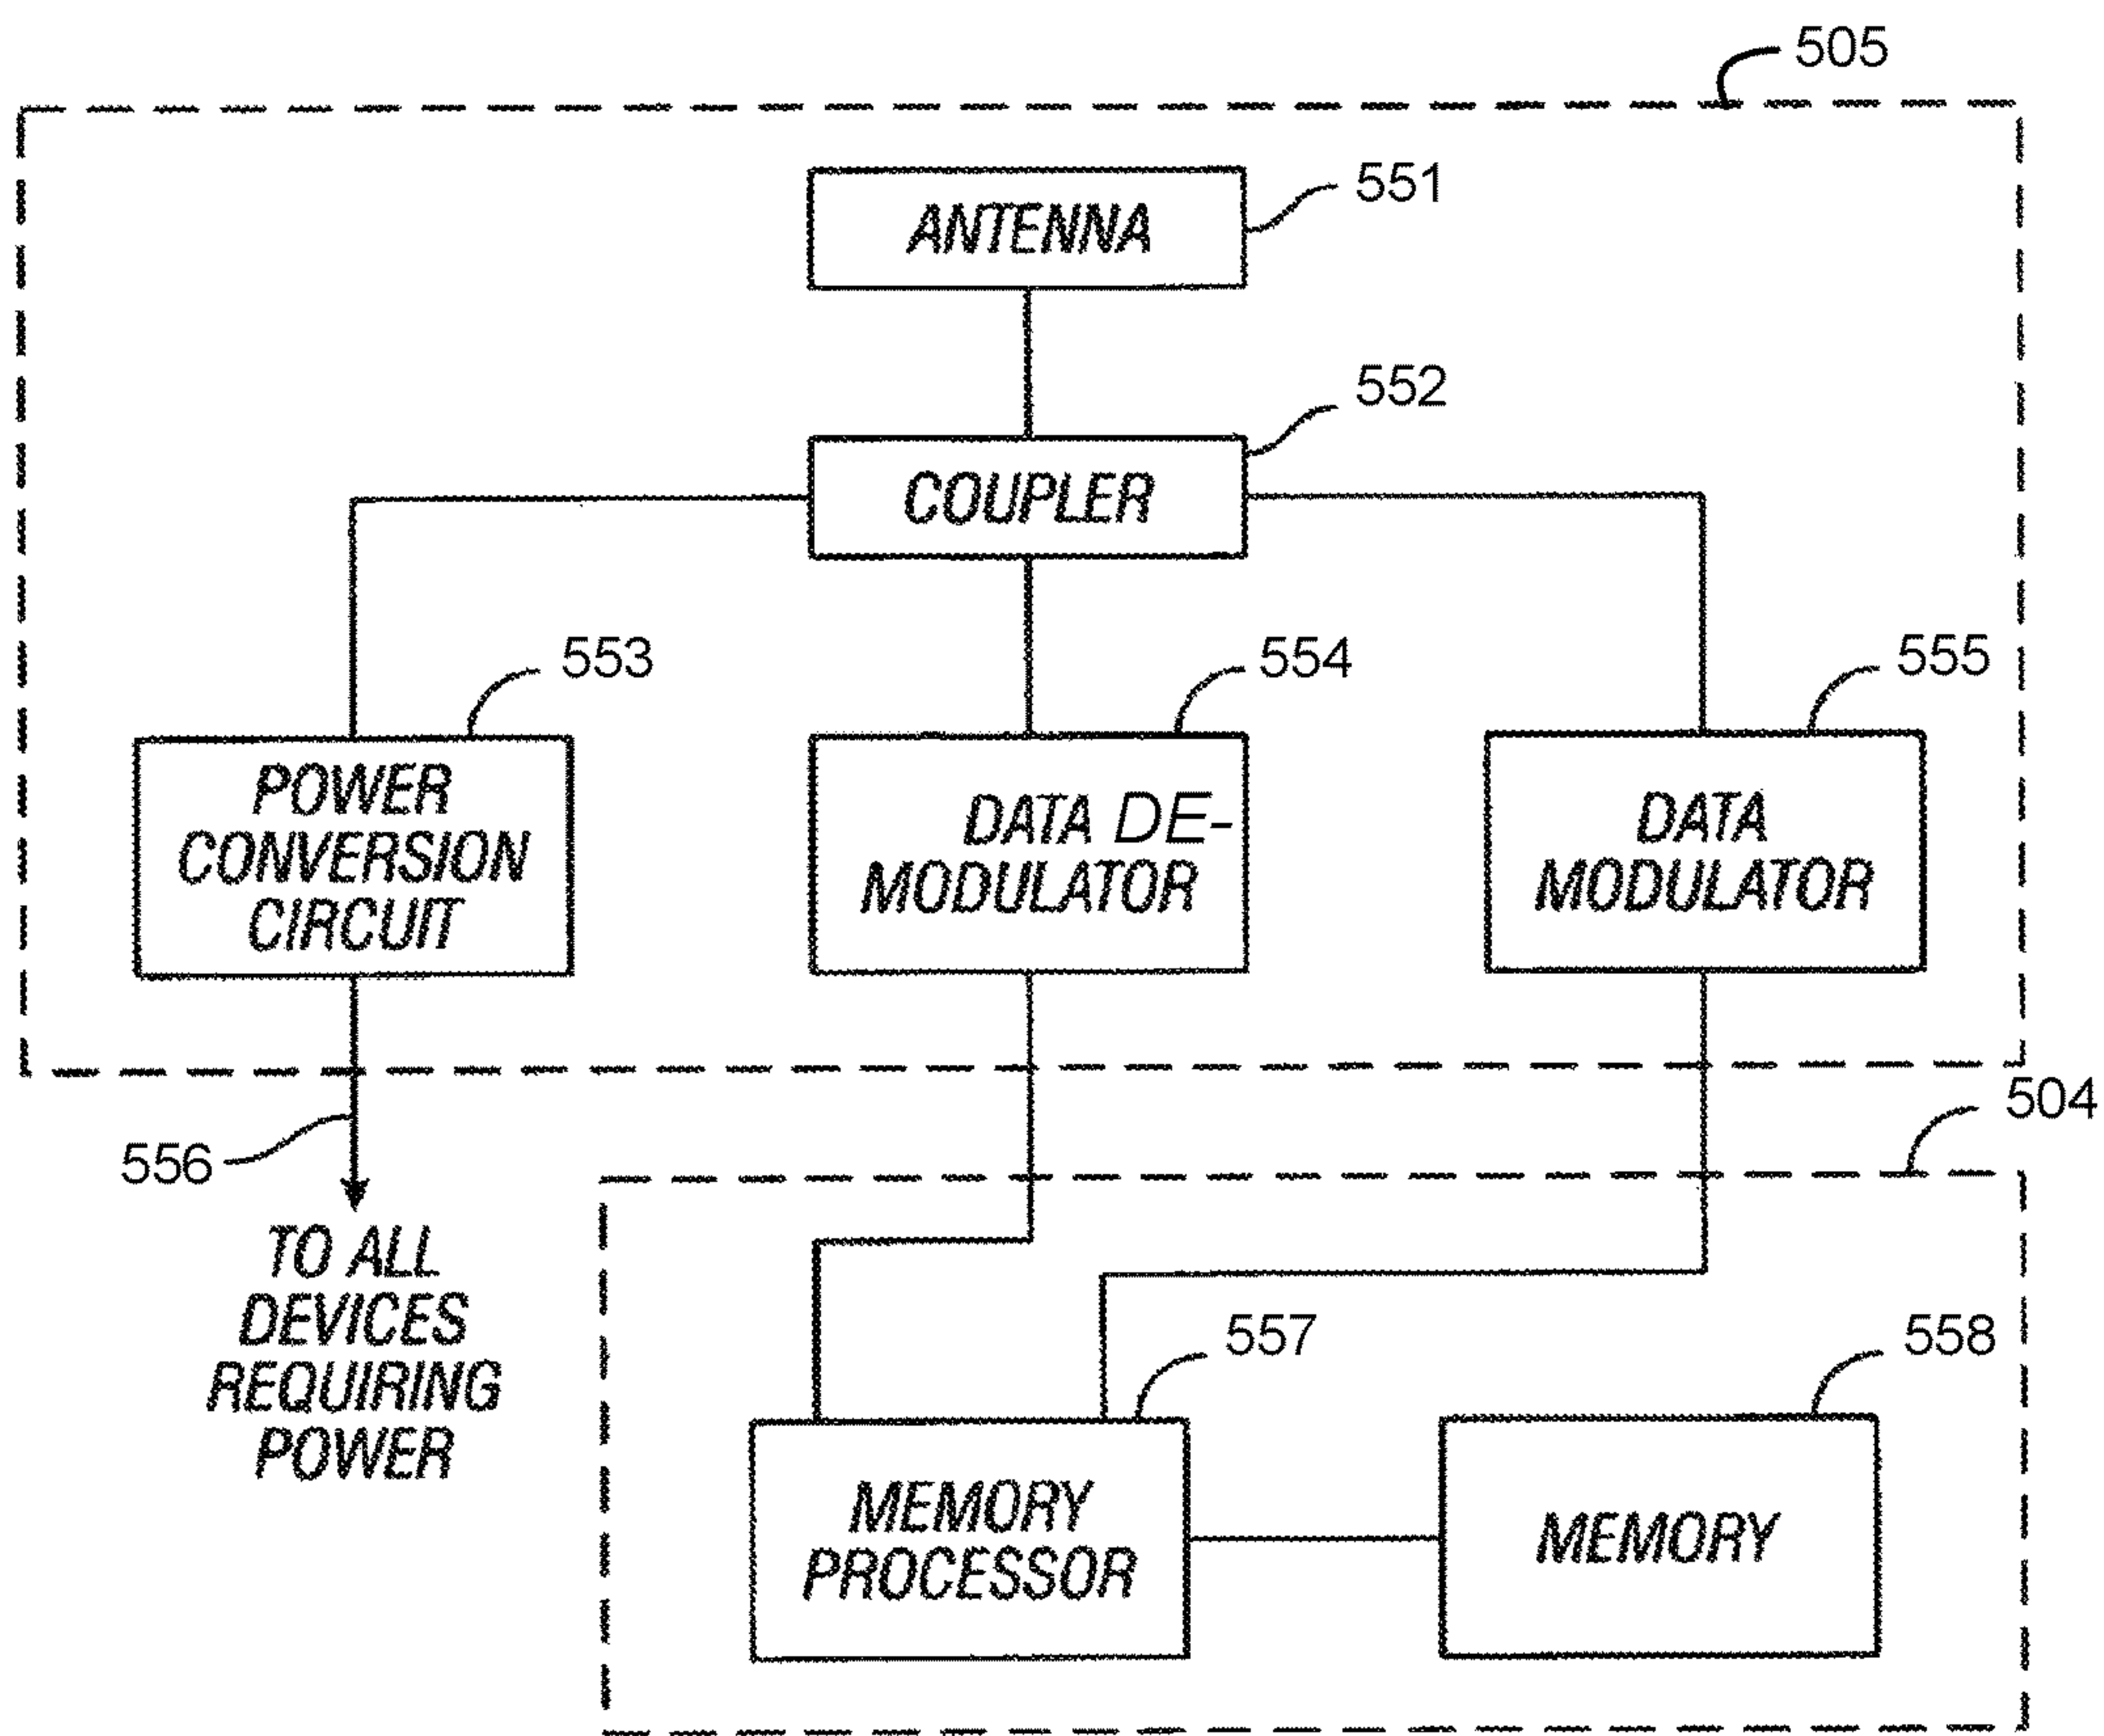 505
ANTENNA
551
552
COUPLER
553
554
555
POWER
CONVERSION
CIRCUIT
DATA DE-
MODULATOR
DATA
MODULATOR
504
556
TO ALL
DEVICES
REQUIRING
POWER
557
558
MEMORY
PROCESSOR
MEMORY